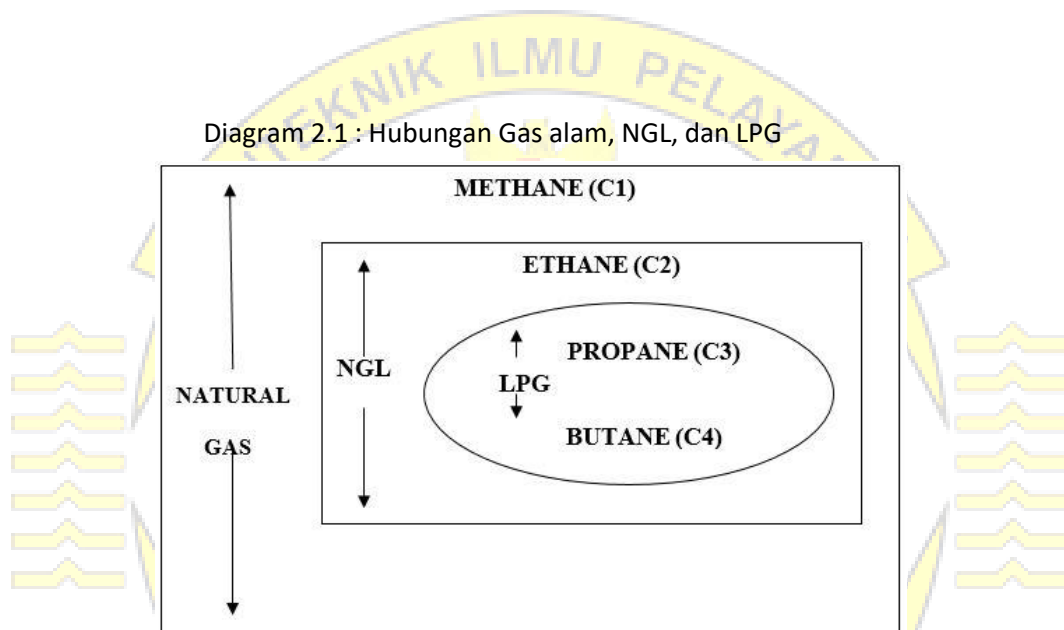 TEKNIK ILMU PELAYA
Diagram 2.1 : Hubungan Gas alam, NGL, dan LPG
METHANE (C1)
ETHANE (C2)
PROPANE (C3)
NGL
LPG
NATURAL
GAS
BUTANE (C4)